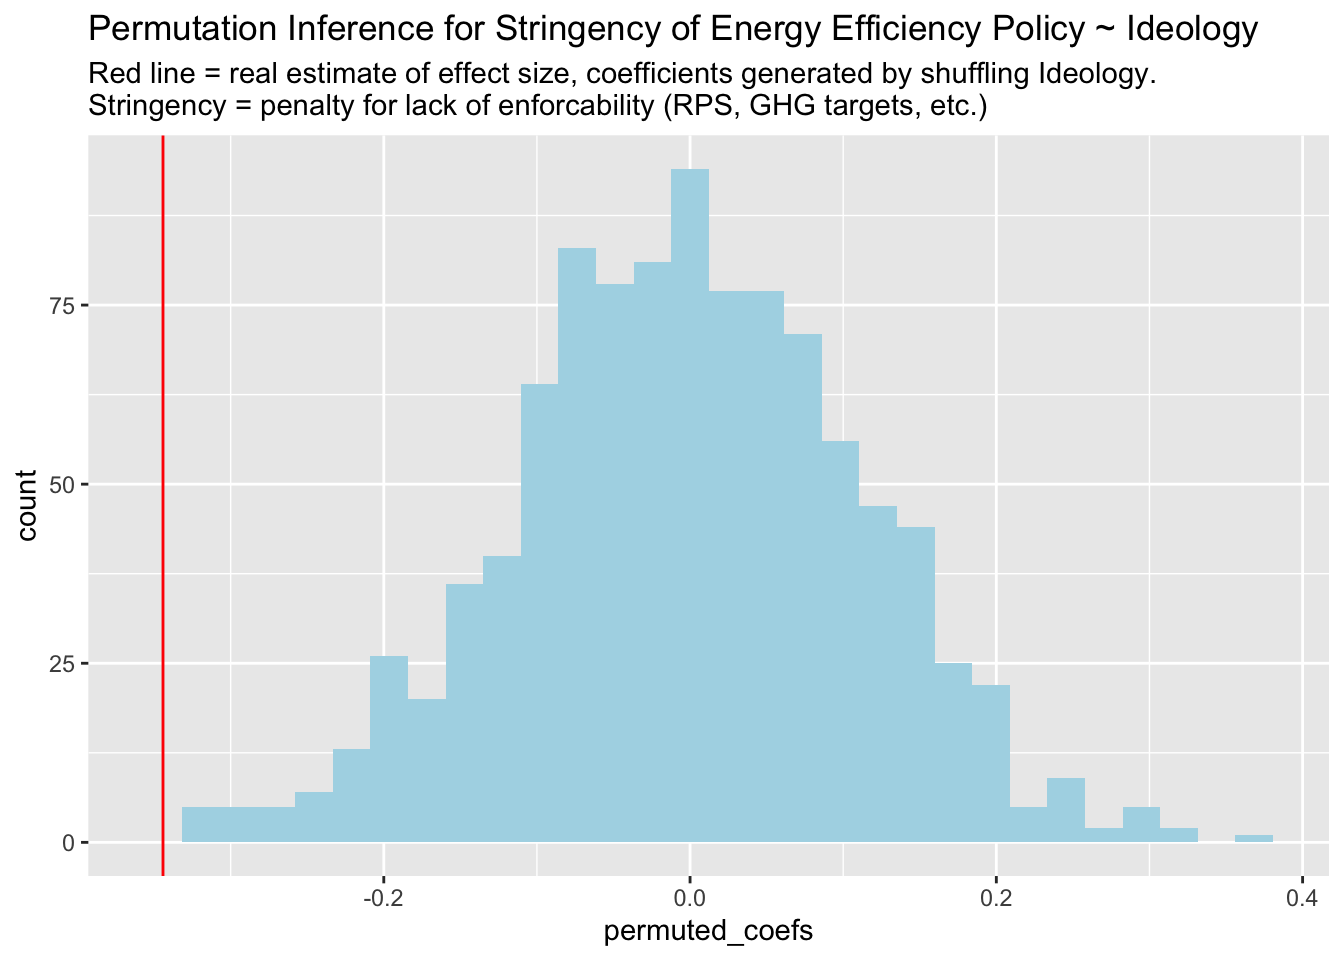 Permutation Inference for Stringency of Energy Efficiency Policy ~ Ideology
Red line = real estimate of effect size, coefficients generated by shuffling Ideology.
Stringency = penalty for lack of enforcability (RPS, GHG targets, etc.)
75
50
25
0
count
-0.2
0.0
0.2
0.4
permuted_coefs